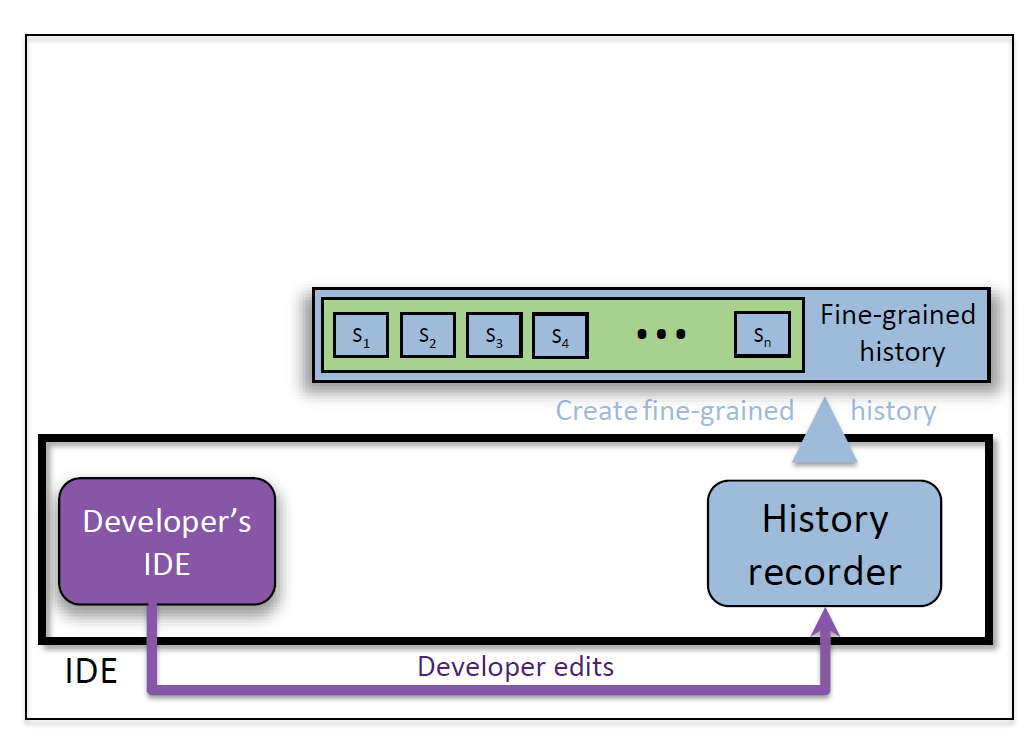 S1 S2 S3 S4 ... Sn
Fine-grained
history
Create fine-grained history
Developer’s
IDE
History
recorder
IDE
Developer edits